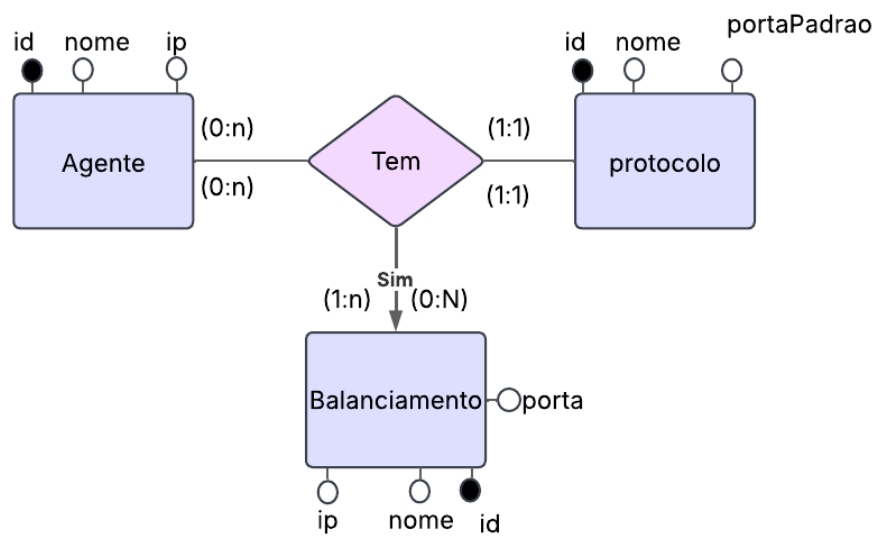 portaPadrao
id nome ip
id nome
(0:n)
(1:1)
Agente
Tem
protocolo
(0:n)
(1:1)
Sim
(1:n) (0:N)
Balanciamento
porta
ip nome id